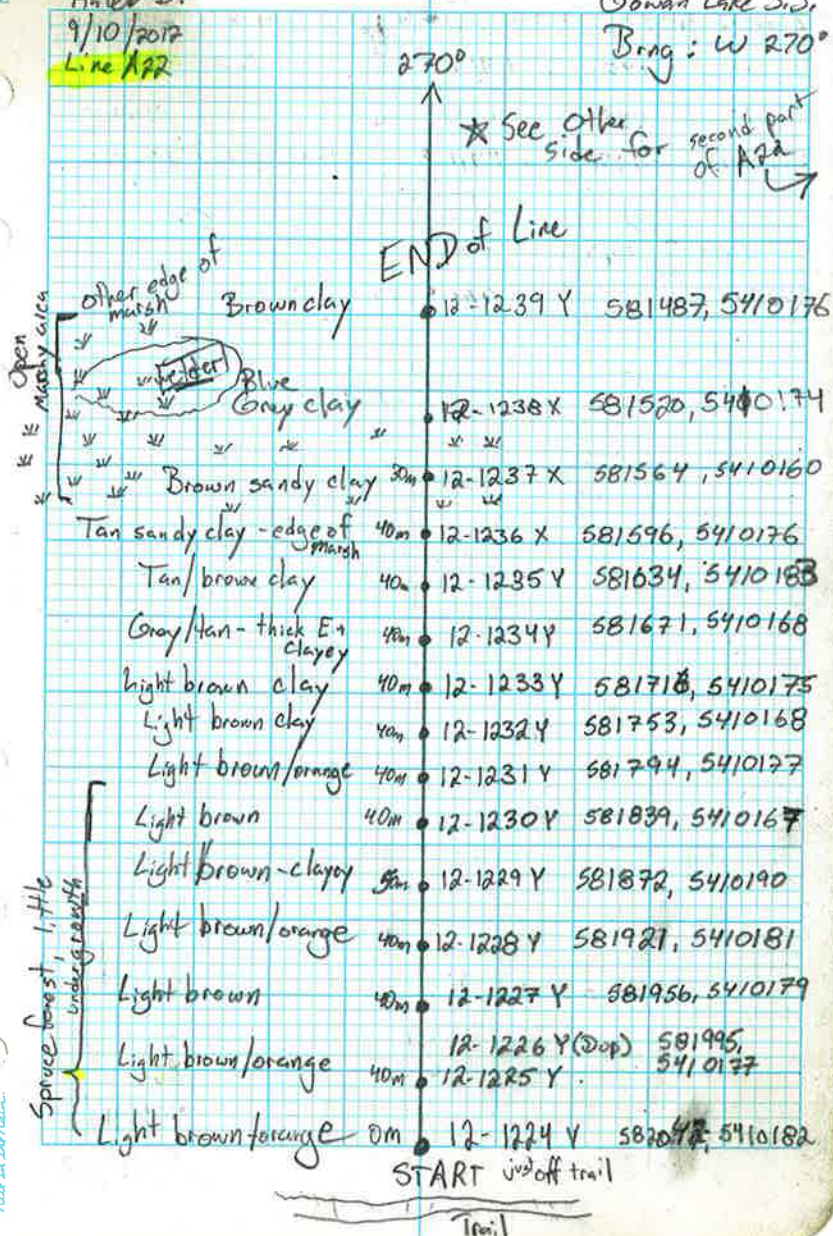 9/10/2012
Line A22
Gowan Lake S.S.
Brng : W 270°
270°
☆ See Other side for second part of A22
END of Line
Open Marshy area
other edge of marsh
Brown clay 12-1239 Y 581487, 5410176
elder
Blue Grey clay 12-1238 X 581520, 5410174
Brown sandy clay 30m 12-1237 X 581564, 5410160
Tan sandy clay - edge of marsh 40m 12-1236 X 581596, 5410176
Tan/brown clay 40m 12-1235 Y 581634, 5410183
Gray/tan - thick E+ clayey 40m 12-1234 Y 581671, 5410168
Light brown clay 40m 12-1233 Y 581716, 5410175
Light brown clay 40m 12-1232 Y 581753, 5410168
Light brown/orange 40m 12-1231 Y 581794, 5410177
Light brown 40m 12-1230 Y 581839, 5410167
Light brown-clayey 12-1229 Y 581872, 5410190
Light brown/orange 40m 12-1228 Y 581921, 5410181
Light brown 40m 12-1227 Y 581956, 5410179
12-1226 Y (Dup) 581995, 5410177
Light brown/orange 40m 12-1225 Y
Spruce forest, little undergrowth
Light brown+orange 0m 12-1224 Y 582047, 5410182
START just off trail
Trail